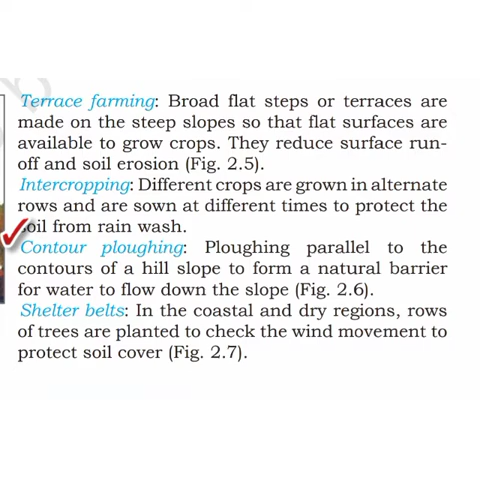 Terrace farming: Broad flat steps or terraces are
made on the steep slopes so that flat surfaces are
available to grow crops. They reduce surface run-
off and soil erosion (Fig. 2.5).
Intercropping: Different crops are grown in alternate
rows and are sown at different times to protect the
soil from rain wash.
Contour ploughing: Ploughing parallel to the
contours of a hill slope to form a natural barrier
for water to flow down the slope (Fig. 2.6).
Shelter belts: In the coastal and dry regions, rows
of trees are planted to check the wind movement to
protect soil cover (Fig. 2.7).